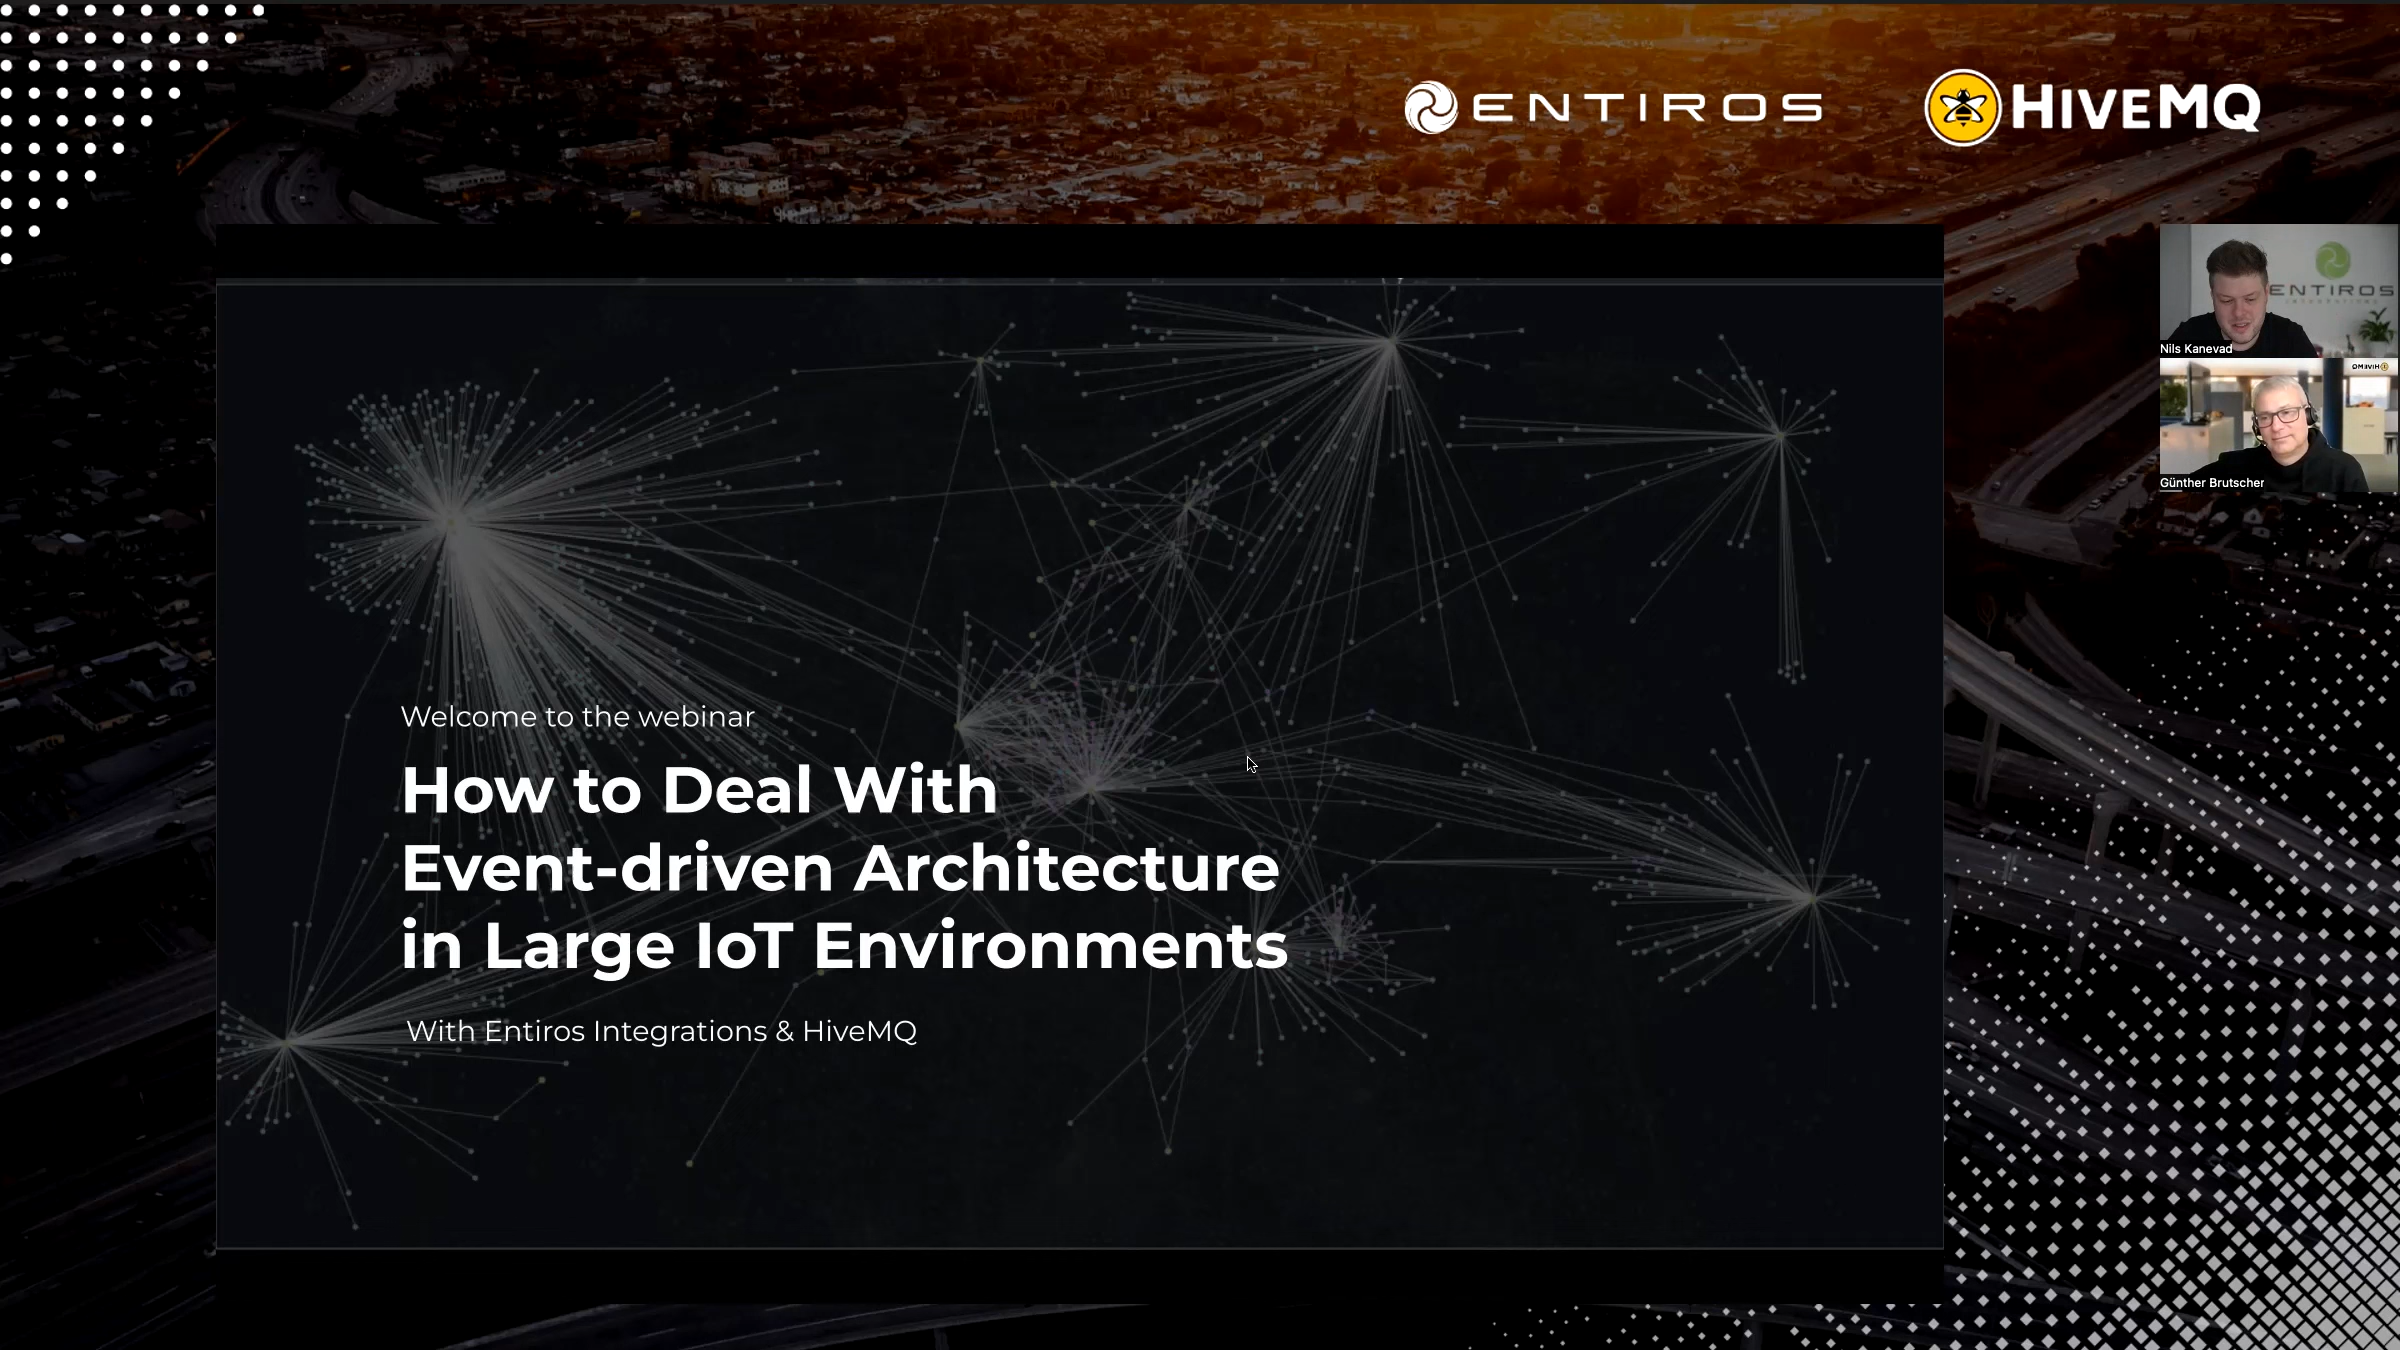 ENTIROS
HIVEMQ
ENTIROS
Nils Kanevad
HIVEMQ
Günther Brutscher
Welcome to the webinar
How to Deal With
Event-driven Architecture
in Large IoT Environments
With Entiros Integrations & HiveMQ